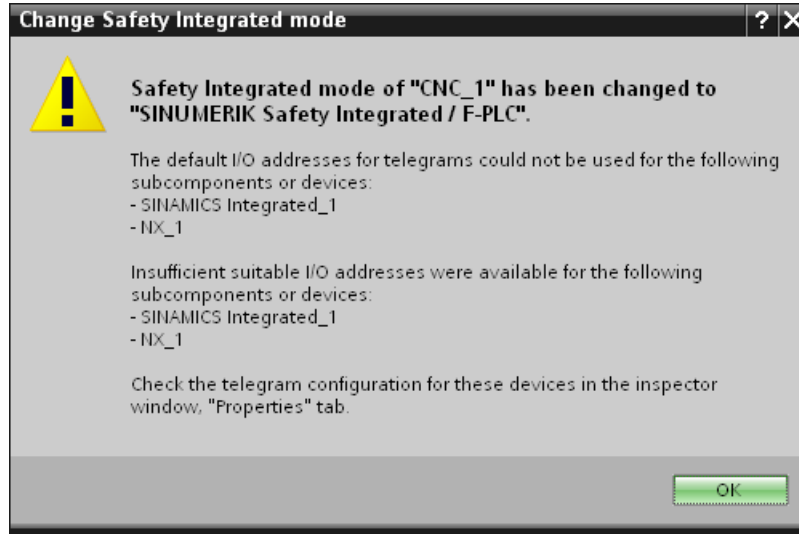 Change Safety Integrated mode
? X
Safety Integrated mode of "CNC_1" has been changed to
"SINUMERIK Safety Integrated / F-PLC".
The default I/O addresses for telegrams could not be used for the following
subcomponents or devices:
- SINAMICS Integrated_1
- NX_1
Insufficient suitable I/O addresses were available for the following
subcomponents or devices:
- SINAMICS Integrated_1
- NX_1
Check the telegram configuration for these devices in the inspector
window, "Properties" tab.
OK